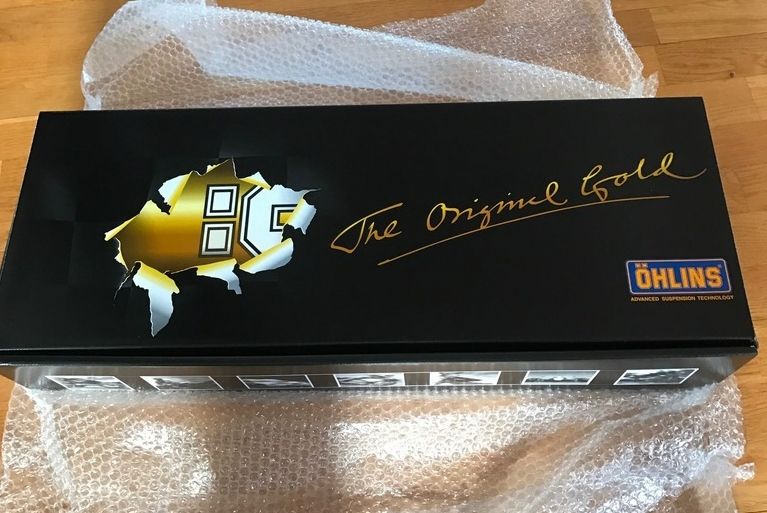 The Original Gold
ÖHLINS
ADVANCED SUSPENSION TECHNOLOGY